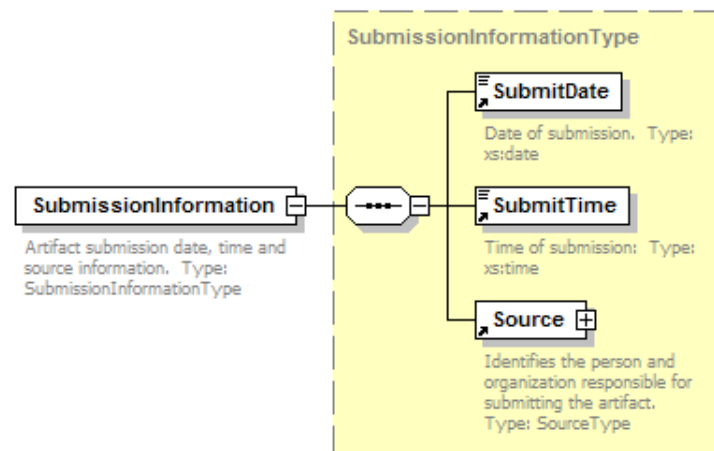 SubmissionInformationType
SubmitDate
Date of submission.  Type:
xs:date
SubmissionInformation
Artifact submission date, time and
source information.  Type:
SubmissionInformationType
SubmitTime
Time of submission:  Type:
xs:time
Source
Identifies the person and
organization responsible for
submitting the artifact.
Type: SourceType